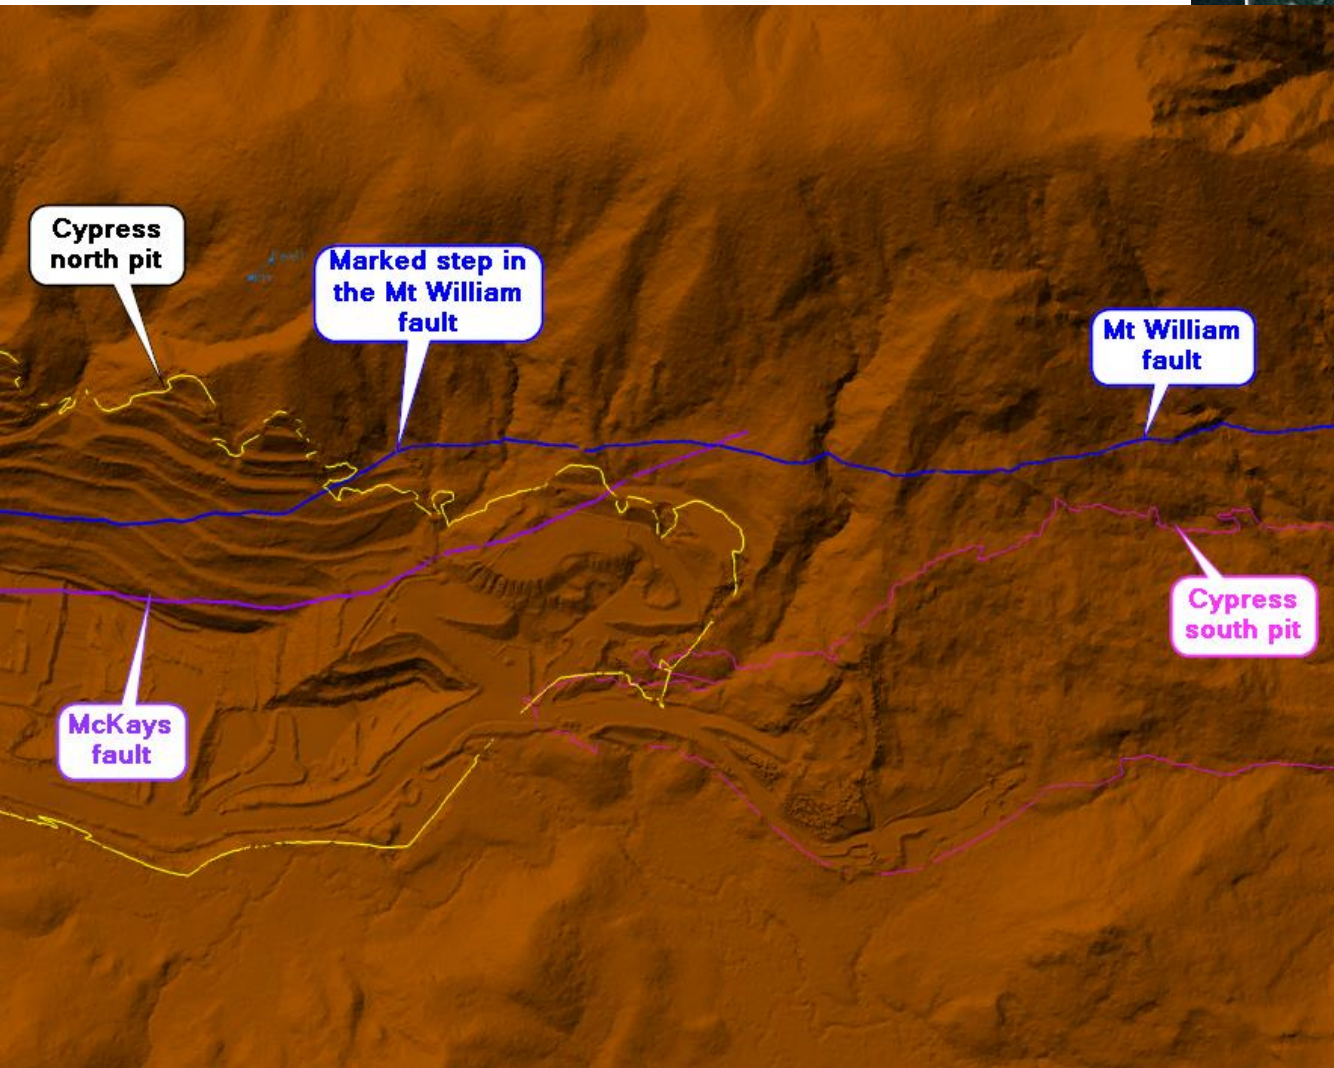 Cypress
north pit
Marked step in
the Mt William
fault
Mt William
fault
Cypress
south pit
McKays
fault